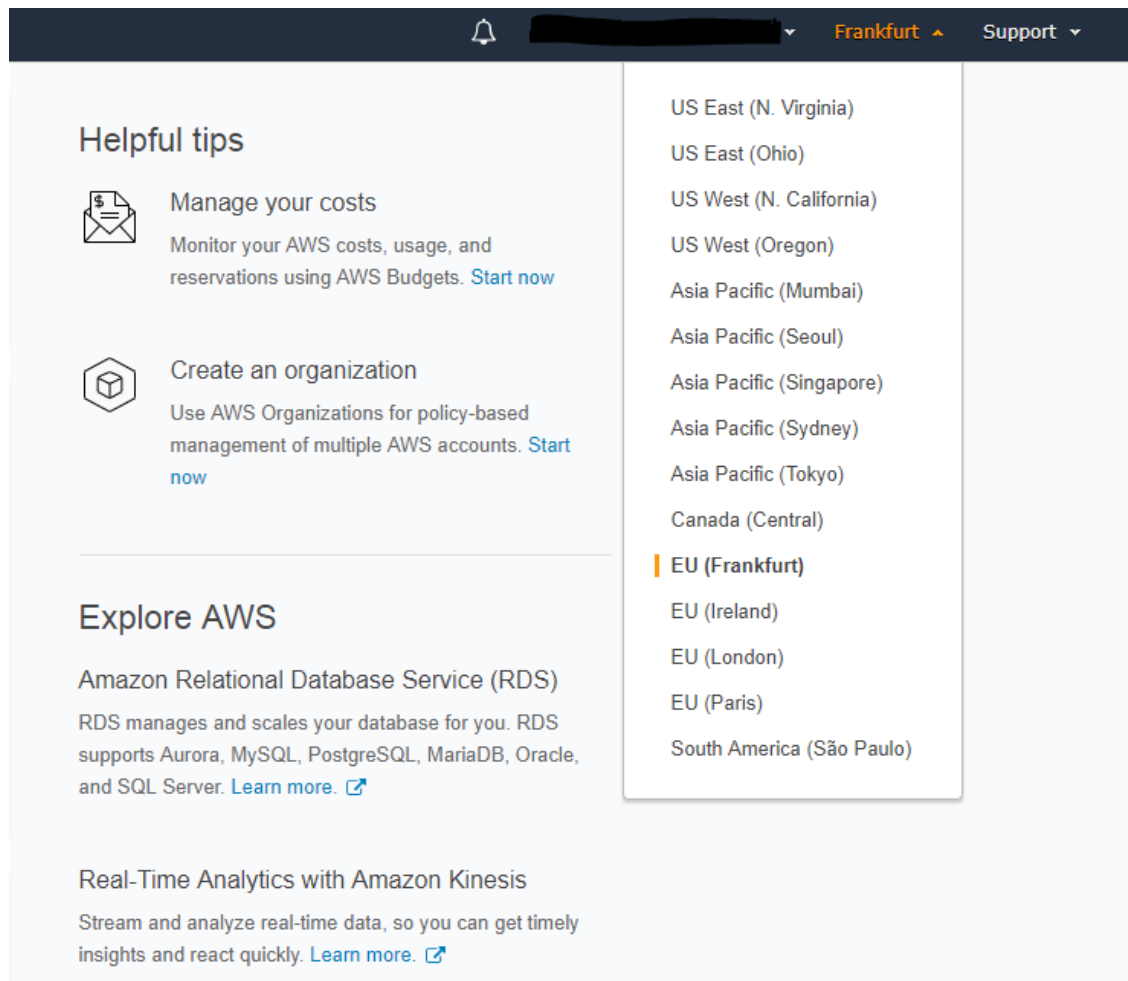 Frankfurt
Support
Helpful tips
Manage your costs
Monitor your AWS costs, usage, and
reservations using AWS Budgets. Start now
Create an organization
Use AWS Organizations for policy-based
management of multiple AWS accounts. Start
now
Explore AWS
Amazon Relational Database Service (RDS)
RDS manages and scales your database for you. RDS
supports Aurora, MySQL, PostgreSQL, MariaDB, Oracle,
and SQL Server. Learn more.
Real-Time Analytics with Amazon Kinesis
Stream and analyze real-time data, so you can get timely
insights and react quickly. Learn more.
US East (N. Virginia)
US East (Ohio)
US West (N. California)
US West (Oregon)
Asia Pacific (Mumbai)
Asia Pacific (Seoul)
Asia Pacific (Singapore)
Asia Pacific (Sydney)
Asia Pacific (Tokyo)
Canada (Central)
EU (Frankfurt)
EU (Ireland)
EU (London)
EU (Paris)
South America (São Paulo)